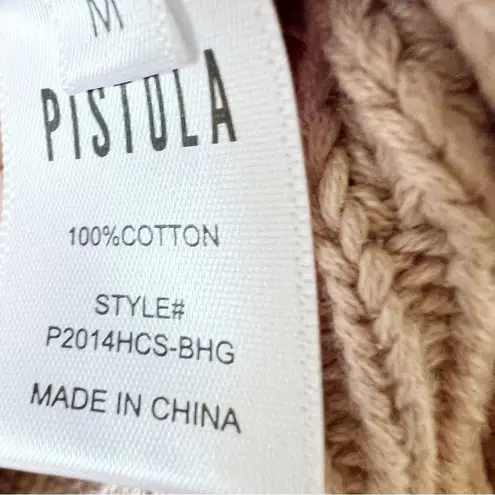 M
PISTOLA
100%COTTON
STYLE#
P2014HCS-BHG
MADE IN CHINA